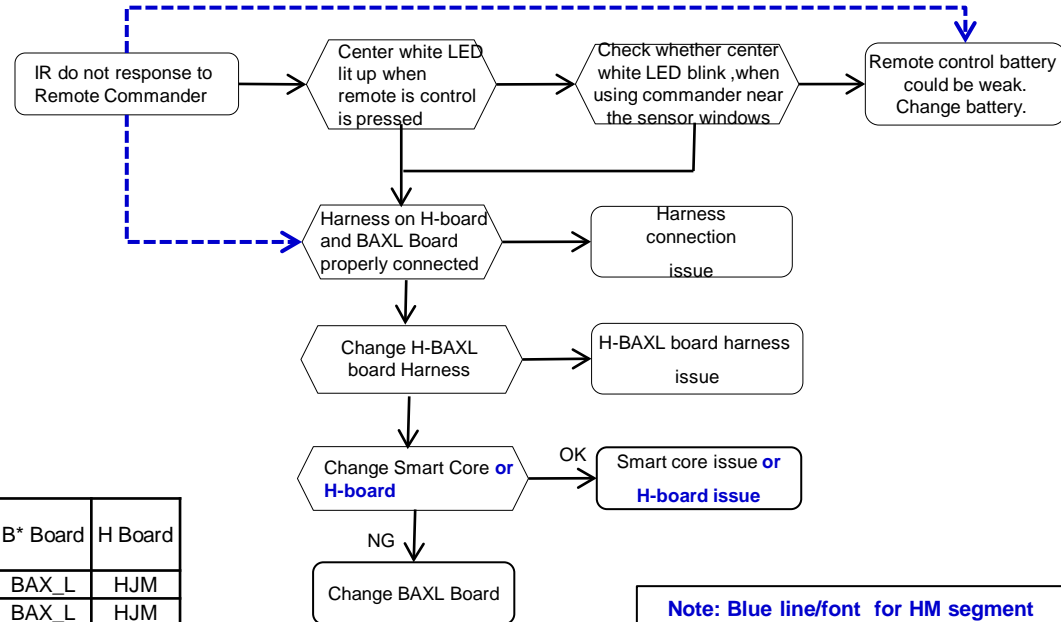 IR do not response to
Remote Commander
Center white LED
lit up when
remote is control
is pressed
Check whether center
white LED blink ,when
using commander near
the sensor windows
Remote control battery
could be weak.
Change battery.
Harness on H-board
and BAXL Board
properly connected
Harness
connection
issue
Change H-BAXL
board Harness
H-BAXL board harness
issue
Change Smart Core or
H-board
OK
Smart core issue or
H-board issue
NG
Change BAXL Board
B* Board H Board
BAX_L HJM
BAX_L HJM
Note: Blue line/font for HM segment